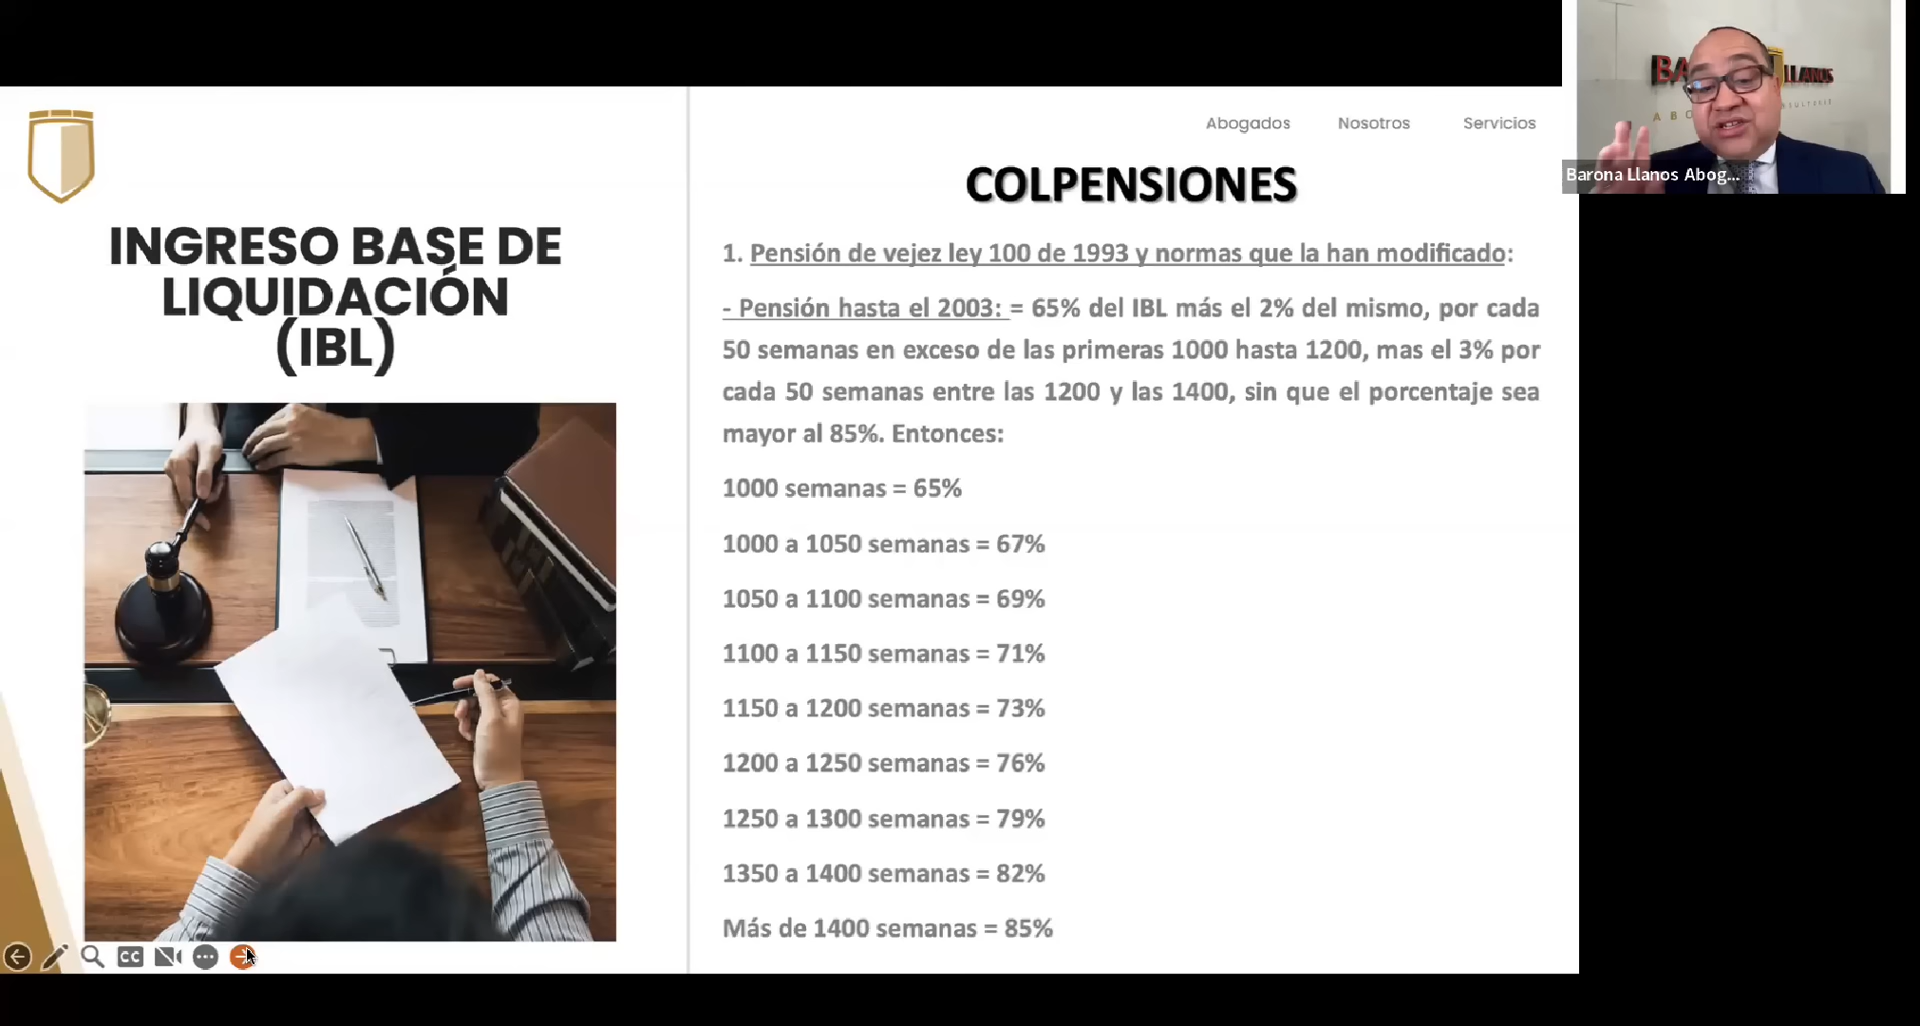 Abogados Nosotros Servicios
INGRESO BASE DE
LIQUIDACIÓN
(IBL)
COLPENSIONES
1. Pensión de vejez ley 100 de 1993 y normas que la han modificado:
- Pensión hasta el 2003: = 65% del IBL más el 2% del mismo, por cada
50 semanas en exceso de las primeras 1000 hasta 1200, mas el 3% por
cada 50 semanas entre las 1200 y las 1400, sin que el porcentaje sea
mayor al 85%. Entonces:
1000 semanas = 65%
1000 a 1050 semanas = 67%
1050 a 1100 semanas = 69%
1100 a 1150 semanas = 71%
1150 a 1200 semanas = 73%
1200 a 1250 semanas = 76%
1250 a 1300 semanas = 79%
1350 a 1400 semanas = 82%
Más de 1400 semanas = 85%
CC
BA LLANOS
ABO
Barona Llanos Abog...